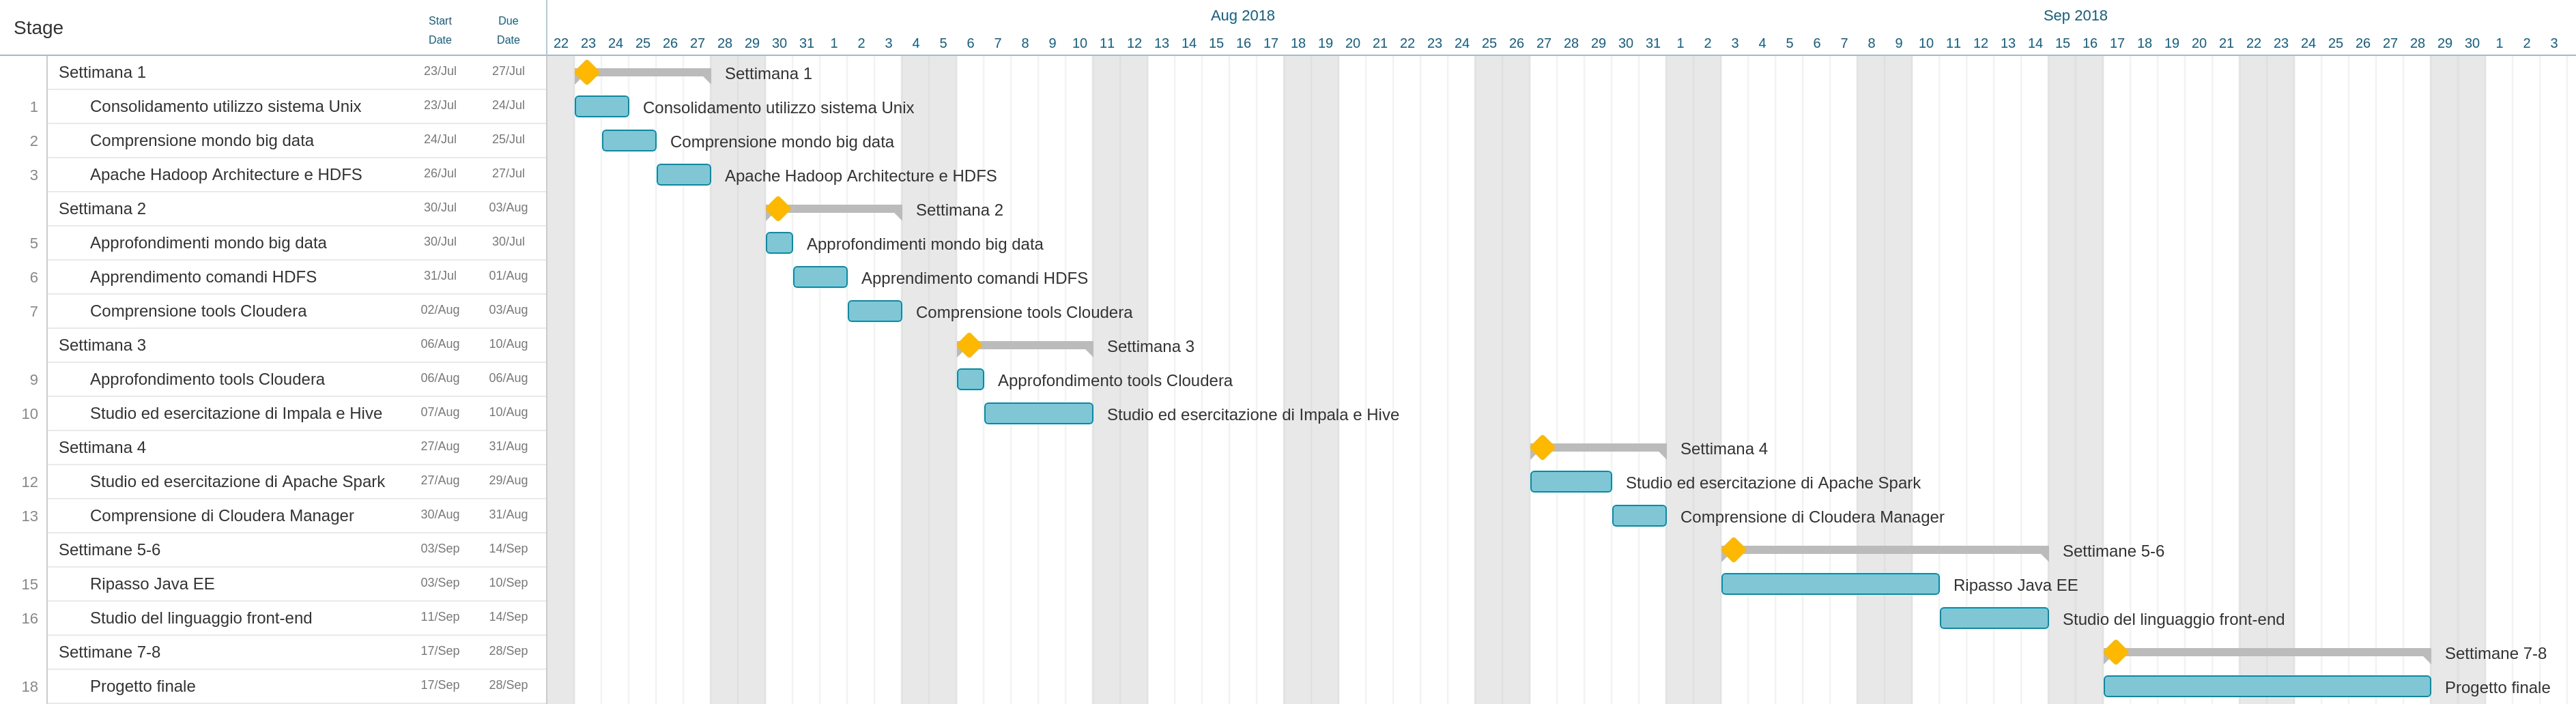 Stage Start Date Due Date
Aug 2018 Sep 2018
22 23 24 25 26 27 28 29 30 31 1 2 3 4 5 6 7 8 9 10 11 12 13 14 15 16 17 18 19 20 21 22 23 24 25 26 27 28 29 30 31 1 2 3 4 5 6 7 8 9 10 11 12 13 14 15 16 17 18 19 20 21 22 23 24 25 26 27 28 29 30 1 2 3
Settimana 1 23/Jul 27/Jul Settimana 1
1 Consolidamento utilizzo sistema Unix 23/Jul 24/Jul Consolidamento utilizzo sistema Unix
2 Comprensione mondo big data 24/Jul 25/Jul Comprensione mondo big data
3 Apache Hadoop Architecture e HDFS 26/Jul 27/Jul Apache Hadoop Architecture e HDFS
Settimana 2 30/Jul 03/Aug Settimana 2
5 Approfondimenti mondo big data 30/Jul 30/Jul Approfondimenti mondo big data
6 Apprendimento comandi HDFS 31/Jul 01/Aug Apprendimento comandi HDFS
7 Comprensione tools Cloudera 02/Aug 03/Aug Comprensione tools Cloudera
Settimana 3 06/Aug 10/Aug Settimana 3
9 Approfondimento tools Cloudera 06/Aug 06/Aug Approfondimento tools Cloudera
10 Studio ed esercitazione di Impala e Hive 07/Aug 10/Aug Studio ed esercitazione di Impala e Hive
Settimana 4 27/Aug 31/Aug Settimana 4
12 Studio ed esercitazione di Apache Spark 27/Aug 29/Aug Studio ed esercitazione di Apache Spark
13 Comprensione di Cloudera Manager 30/Aug 31/Aug Comprensione di Cloudera Manager
Settimane 5-6 03/Sep 14/Sep Settimane 5-6
15 Ripasso Java EE 03/Sep 10/Sep Ripasso Java EE
16 Studio del linguaggio front-end 11/Sep 14/Sep Studio del linguaggio front-end
Settimane 7-8 17/Sep 28/Sep Settimane 7-8
18 Progetto finale 17/Sep 28/Sep Progetto finale